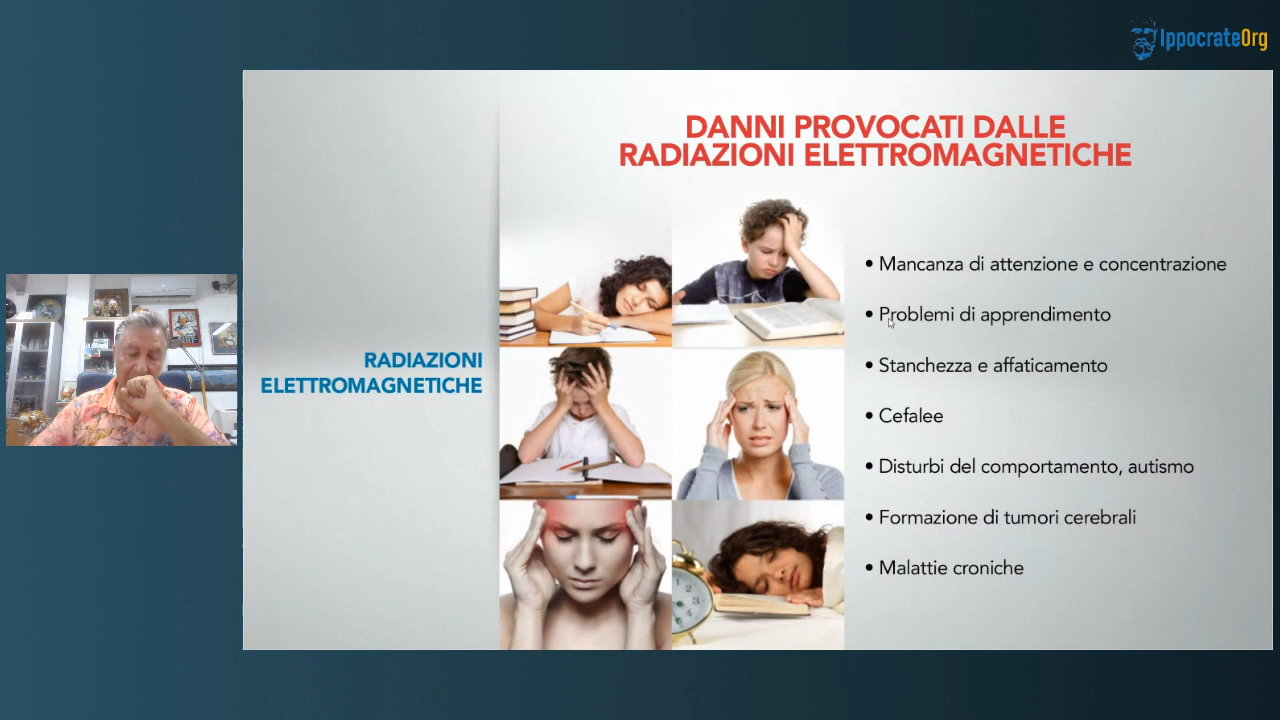 IppocrateOrg
DANNI PROVOCATI DALLE
RADIAZIONI ELETTROMAGNETICHE
RADIAZIONI
ELETTROMAGNETICHE
• Mancanza di attenzione e concentrazione
• Problemi di apprendimento
• Stanchezza e affaticamento
• Cefalee
• Disturbi del comportamento, autismo
• Formazione di tumori cerebrali
• Malattie croniche